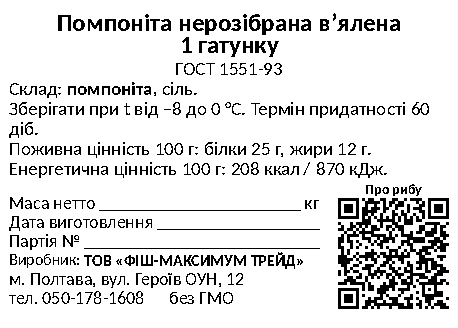 Помпоніта нерозібрана в’ялена
1 гатунку
ГОСТ 1551-93
Склад: помпоніта, сіль.
Зберігати при t від –8 до 0 °С. Термін придатності 60
діб.
Поживна цінність 100 г: білки 25 г, жири 12 г.
Енергетична цінність 100 г: 208 ккал / 870 кДж.
Про рибу
Маса нетто ______________________ кг
Дата виготовлення _________________
Партія № _________________________
Виробник: ТОВ «ФІШ-МАКСИМУМ ТРЕЙД»
м. Полтава, вул. Героїв ОУН, 12
тел. 050-178-1608 без ГМО